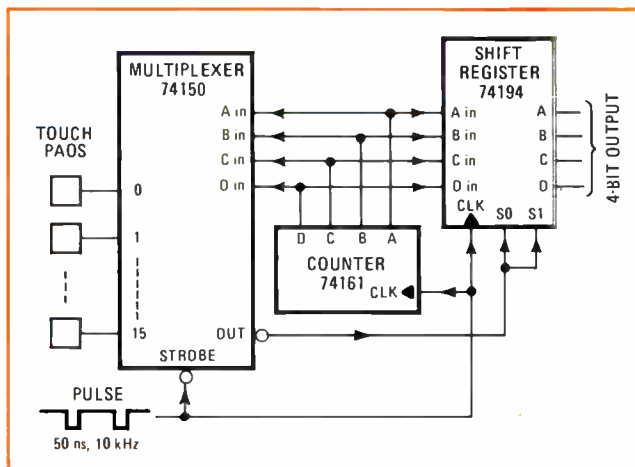 MULTIPLEXER
74150
SHIFT
REGISTER
74194
TOUCH
PAOS
A in
B in
C in
D in
A in
B in
C in
D in
A
B
C
D
4-BIT OUTPUT
CLK
S0
S1
0
1
15
D
C
B
A
COUNTER
74161
CLK
OUT
STROBE
PULSE
50 ns, 10 kHz